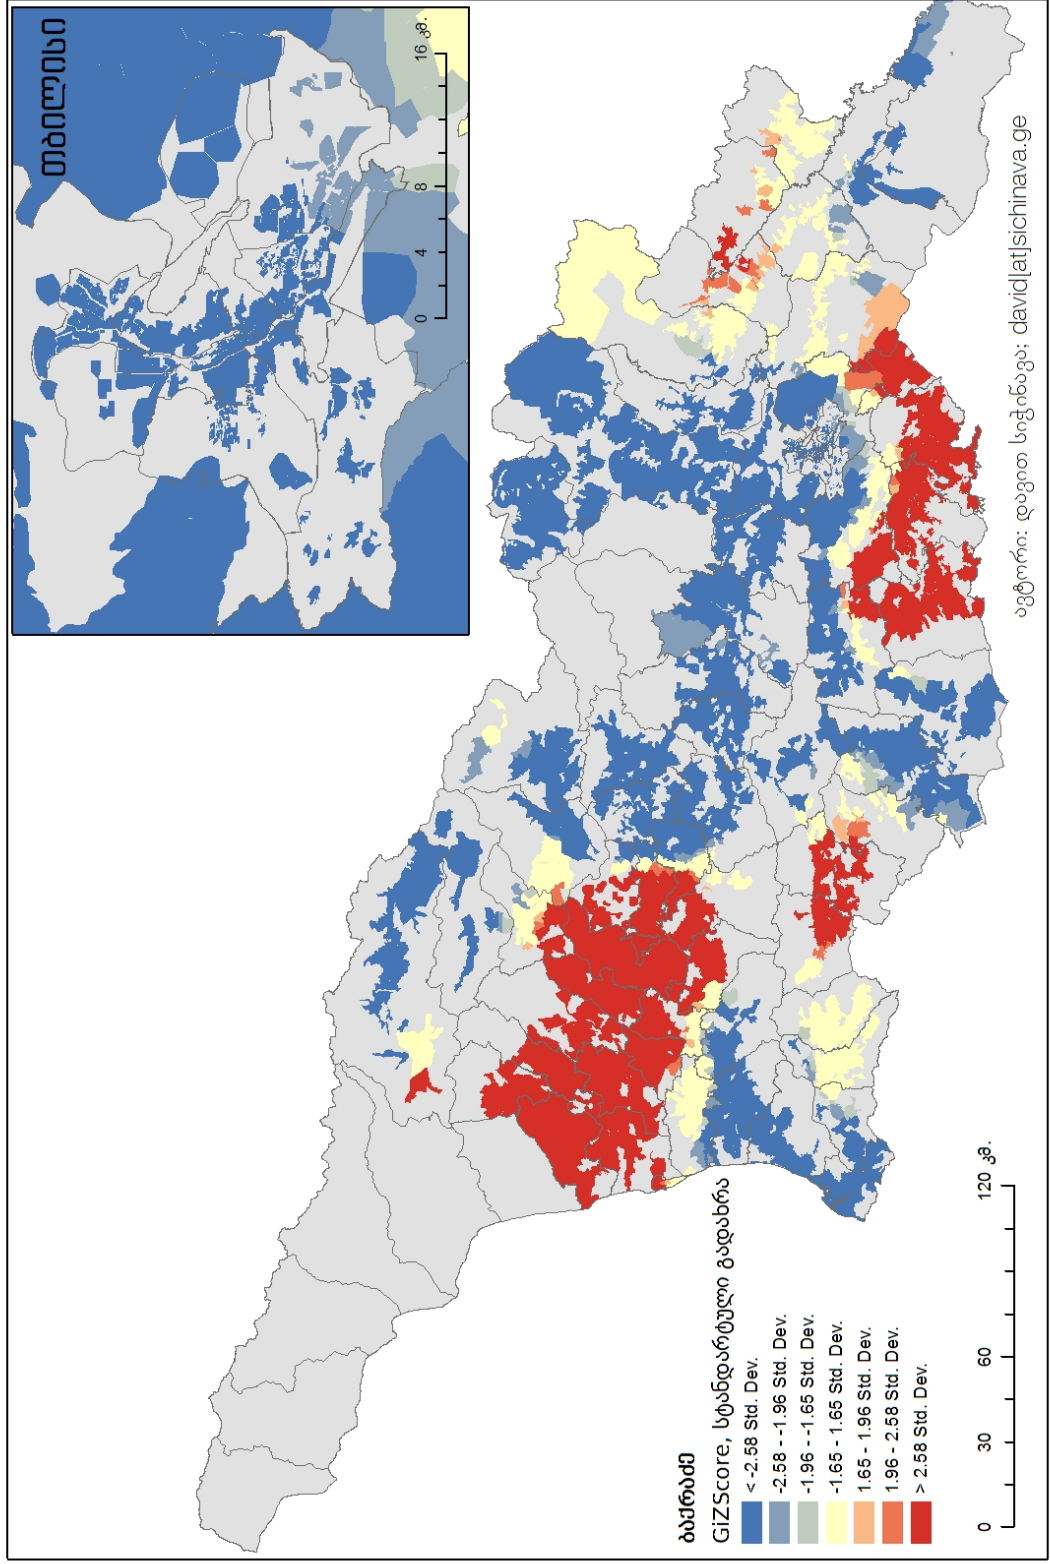 თბილისი
0 4 8 16 კმ.
ბაქრაძე
GiZScore, სტანდარტული გადახრა
< -2.58 Std. Dev.
-2.58 - -1.96 Std. Dev.
-1.96 - -1.65 Std. Dev.
-1.65 - 1.65 Std. Dev.
1.65 - 1.96 Std. Dev.
1.96 - 2.58 Std. Dev.
> 2.58 Std. Dev.
0 30 60 120 კმ.
ავტორი: დავით სიჭინავა; david[at]sichinava.ge